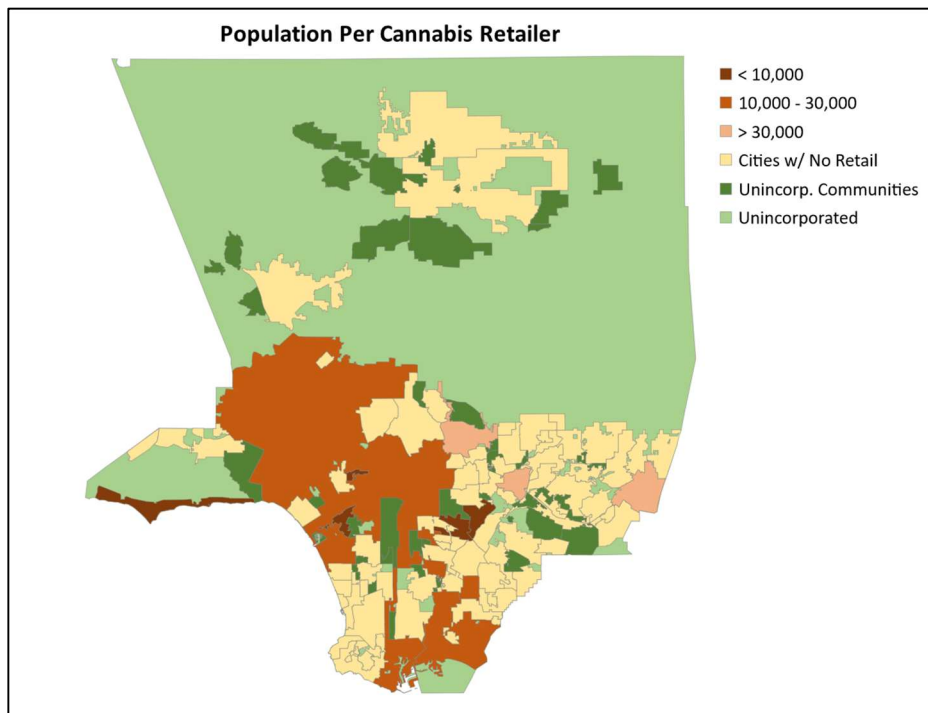 Population Per Cannabis Retailer
< 10,000
10,000 - 30,000
> 30,000
Cities w/ No Retail
Unincorp. Communities
Unincorporated